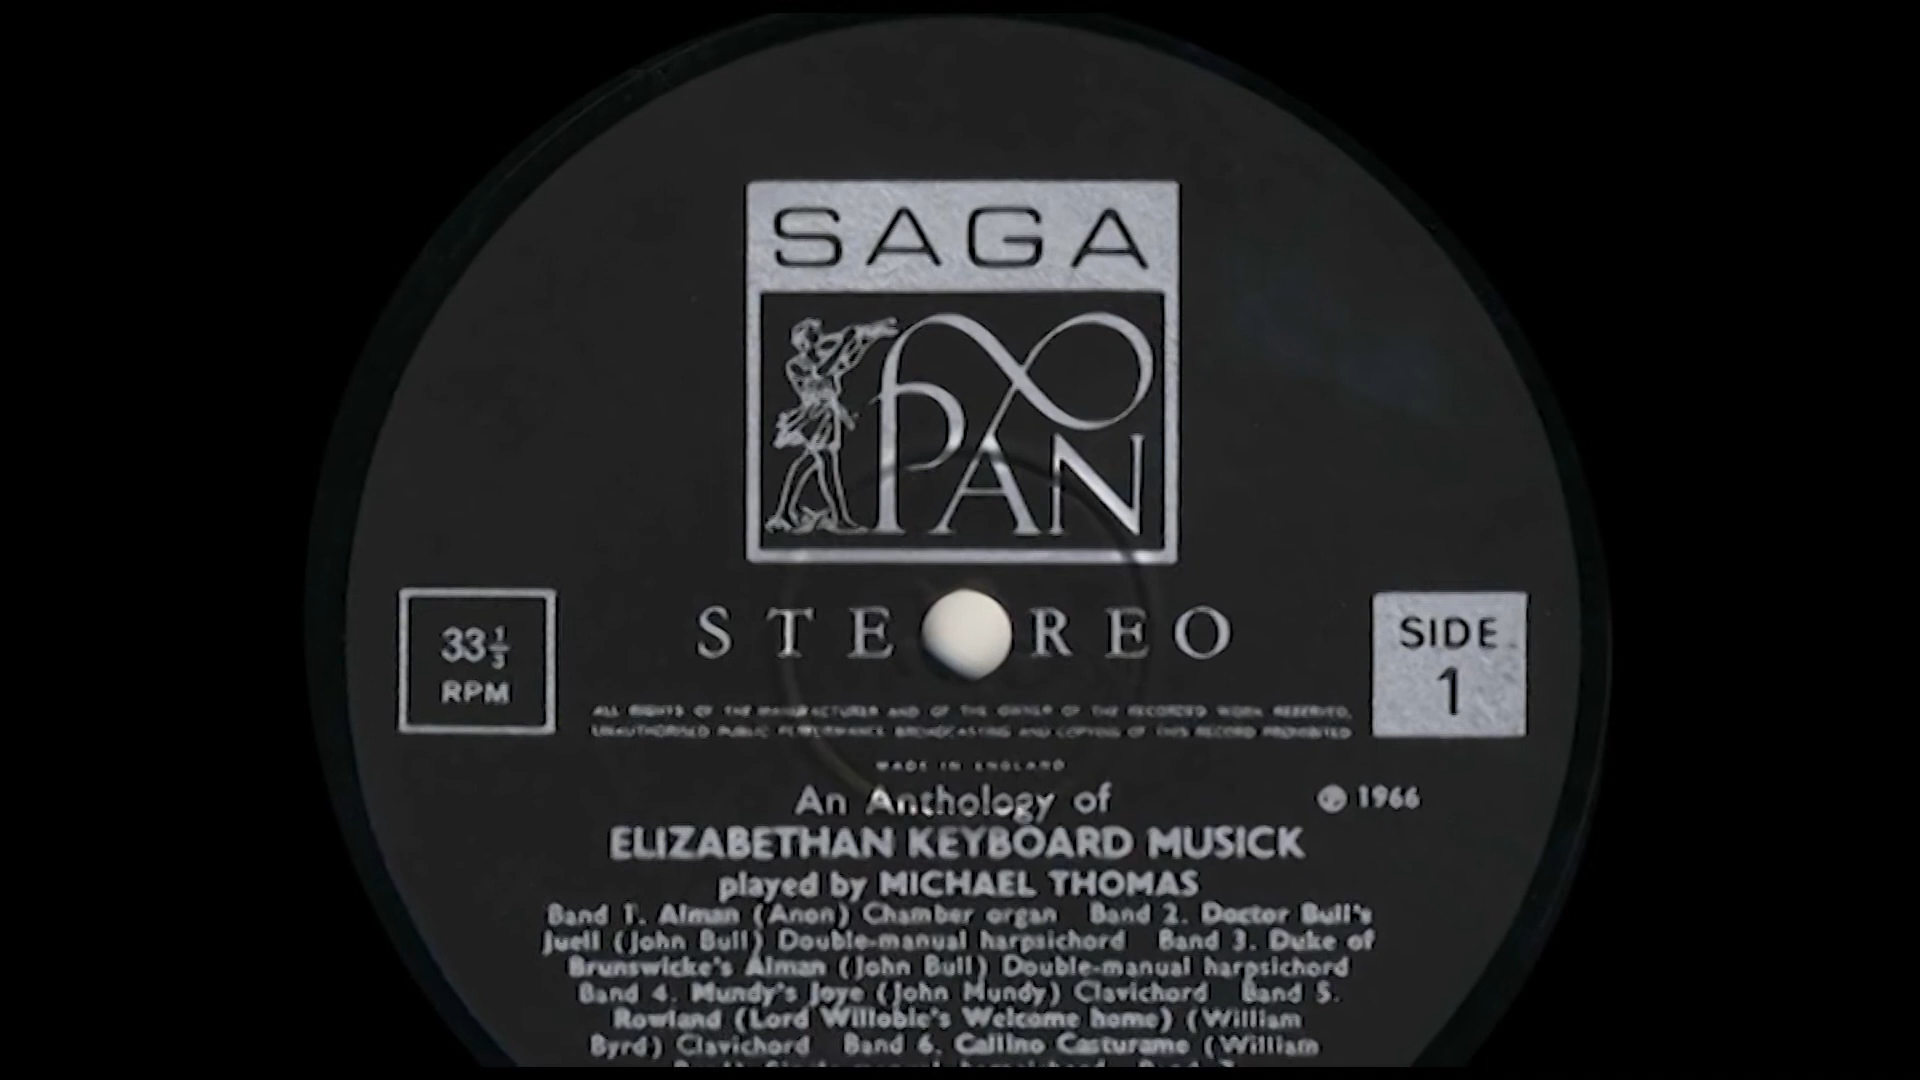 SAGA
PAN
STEREO
33 1/3
RPM
SIDE
1
ALL RIGHTS OF THE MANUFACTURER AND OF THE OWNER OF THE RECORDED WORK RESERVED.
UNAUTHORISED PUBLIC PERFORMANCE BROADCASTING AND COPYING OF THIS RECORD PROHIBITED
MADE IN ENGLAND
An Anthology of
℗ 1966
ELIZABETHAN KEYBOARD MUSICK
played by MICHAEL THOMAS
Band 1. Alman (Anon) Chamber organ Band 2. Doctor Bull's
Juell (John Bull) Double-manual harpsichord Band 3. Duke of
Brunswicke's Alman (John Bull) Double-manual harpsichord
Band 4. Mundy's Joye (John Mundy) Clavichord Band 5.
Rowland (Lord Willobie's Welcome home) (William
Byrd) Clavichord Band 6. Callino Casturame (William